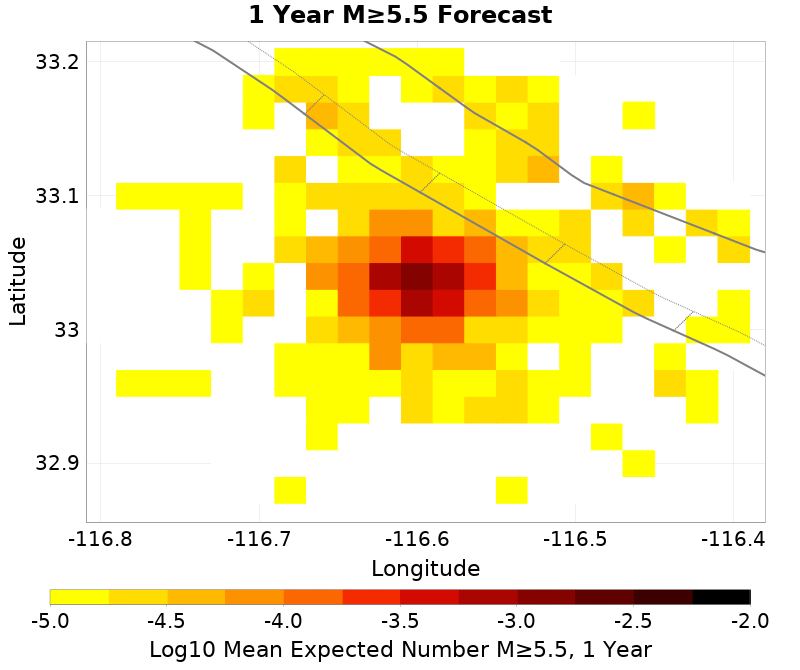 1 Year M≥5.5 Forecast
33.2
33.1
33
32.9
Latitude
-116.8 -116.7 -116.6 -116.5 -116.4
Longitude
-5.0 -4.5 -4.0 -3.5 -3.0 -2.5 -2.0
Log10 Mean Expected Number M≥5.5, 1 Year